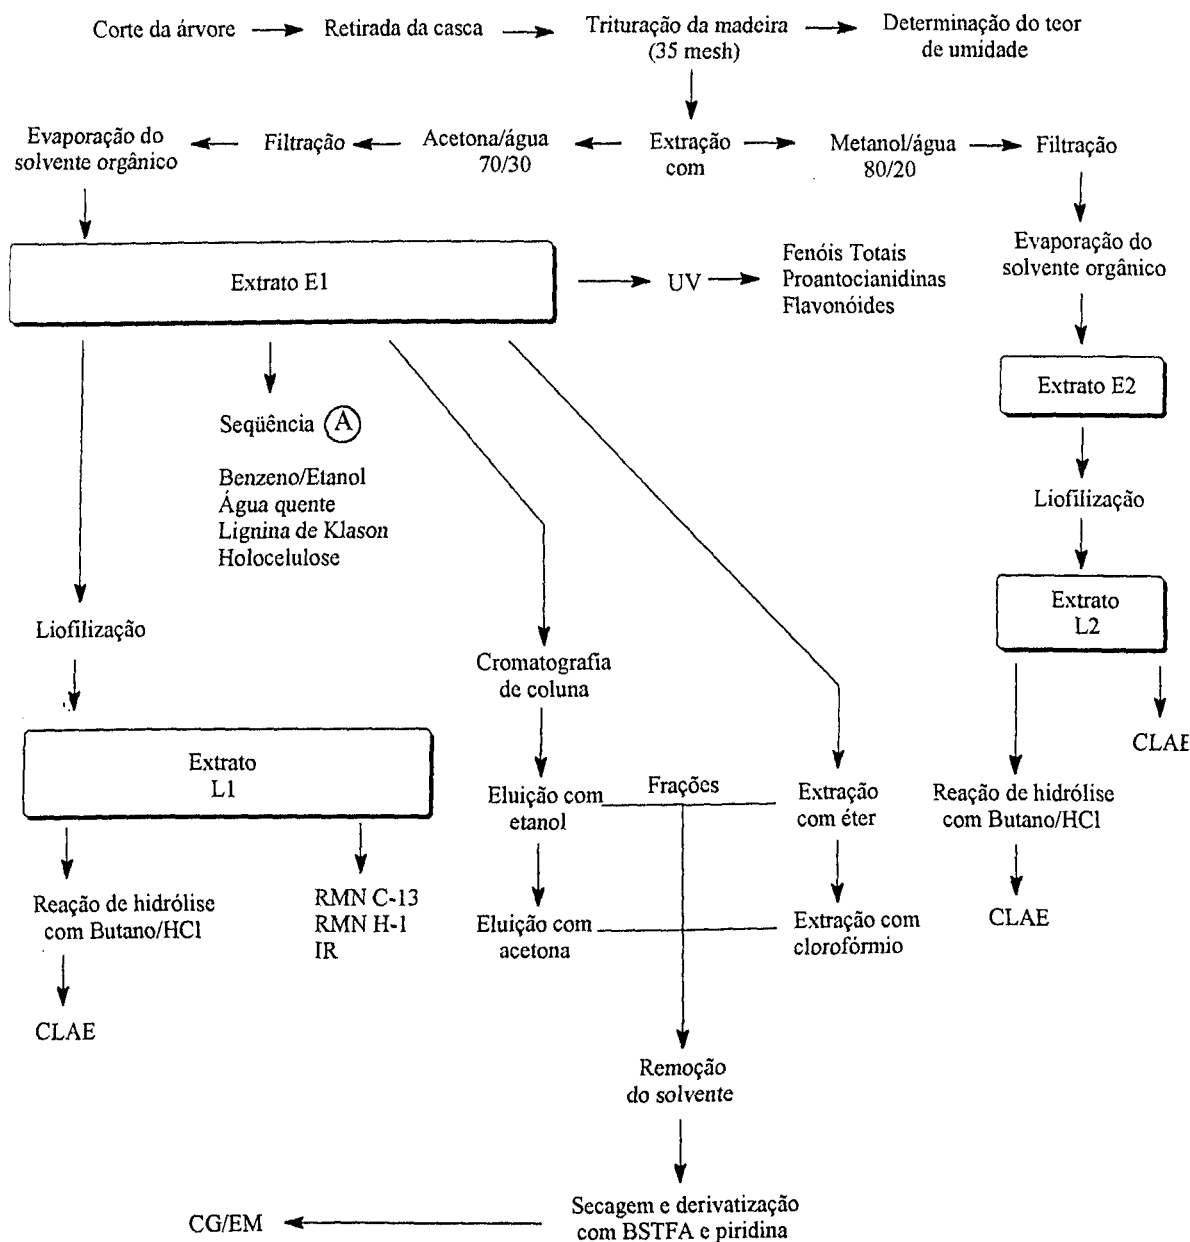 Corte da árvore
Retirada da casca
Trituração da madeira
(35 mesh)
Determinação do teor
de umidade
Evaporação do
solvente orgânico
Filtração
Acetona/água
70/30
Extração
com
Metanol/água
80/20
Filtração
Extrato E1
UV
Fenóis Totais
Proantocianidinas
Flavonóides
Evaporação do
solvente orgânico
Extrato E2
Seqüência A
Benzeno/Etanol
Água quente
Lignina de Klason
Holocelulose
Liofilização
Extrato
L2
Liofilização
Cromatografia
de coluna
CLAE
Extrato
L1
Eluição com
etanol
Frações
Extração
com éter
Reação de hidrólise
com Butano/HCl
Reação de hidrólise
com Butano/HCl
RMN C-13
RMN H-1
IR
Eluição com
acetona
Extração com
clorofórmio
CLAE
CLAE
Remoção
do solvente
Secagem e derivatização
com BSTFA e piridina
CG/EM